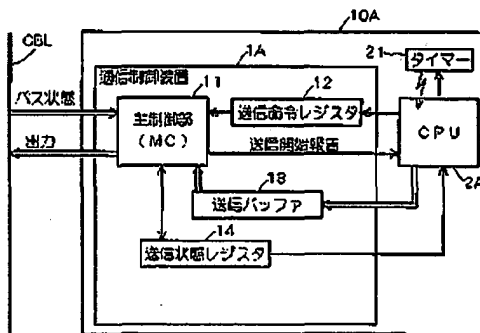 CBL
10A
1A
21
タイマー
通信制御装置
11
12
バス状態
主制御部
(MC)
送信命令レジスタ
CPU
出力
送信開始報告
2A
13
送信バッファ
14
送信状態レジスタ